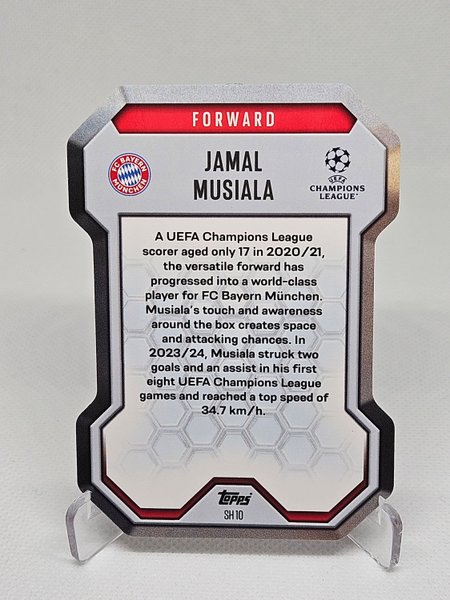 FORWARD
JAMAL
MUSIALA
FC BAYERN
MÜNCHEN
UEFA
CHAMPIONS
LEAGUE
A UEFA Champions League
scorer aged only 17 in 2020/21,
the versatile forward has
progressed into a world-class
player for FC Bayern München.
Musiala's touch and awareness
around the box creates space
and attacking chances. In
2023/24, Musiala struck two
goals and an assist in his first
eight UEFA Champions League
games and reached a top speed of
34.7 km/h.
Topps
SH 10